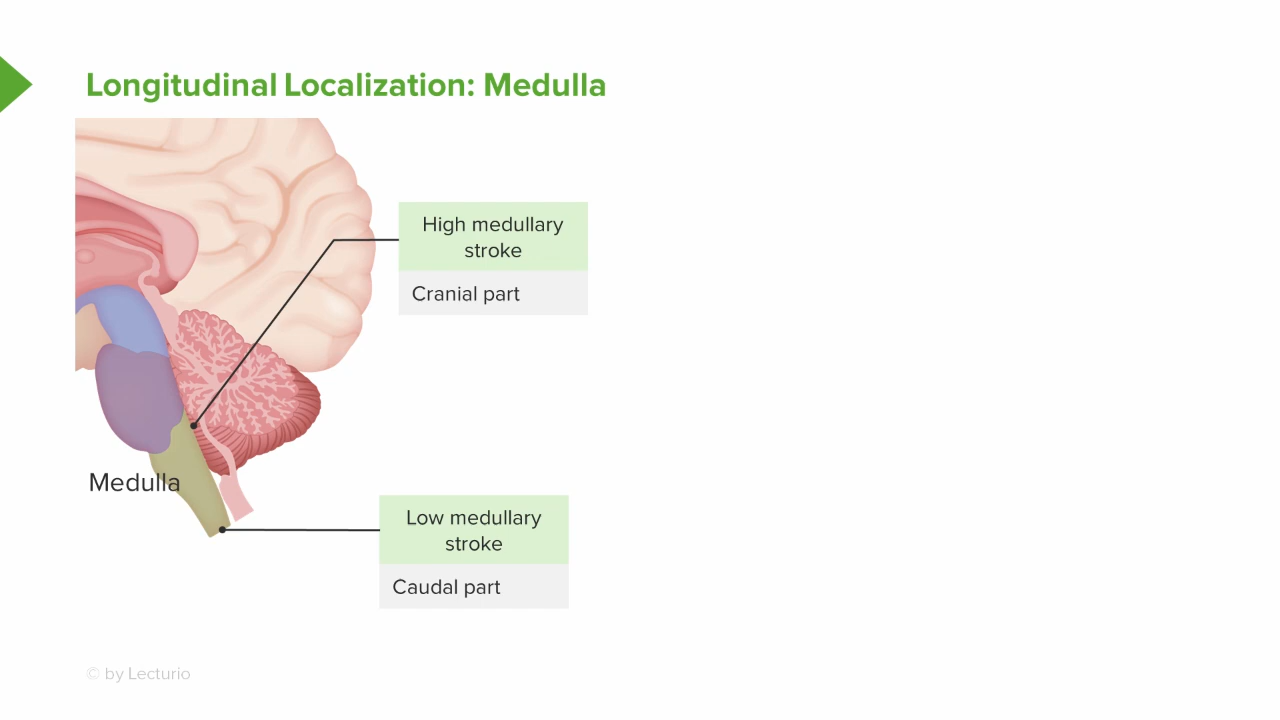 Longitudinal Localization: Medulla
High medullary
stroke
Cranial part
Medulla
Low medullary
stroke
Caudal part
© by Lecturio